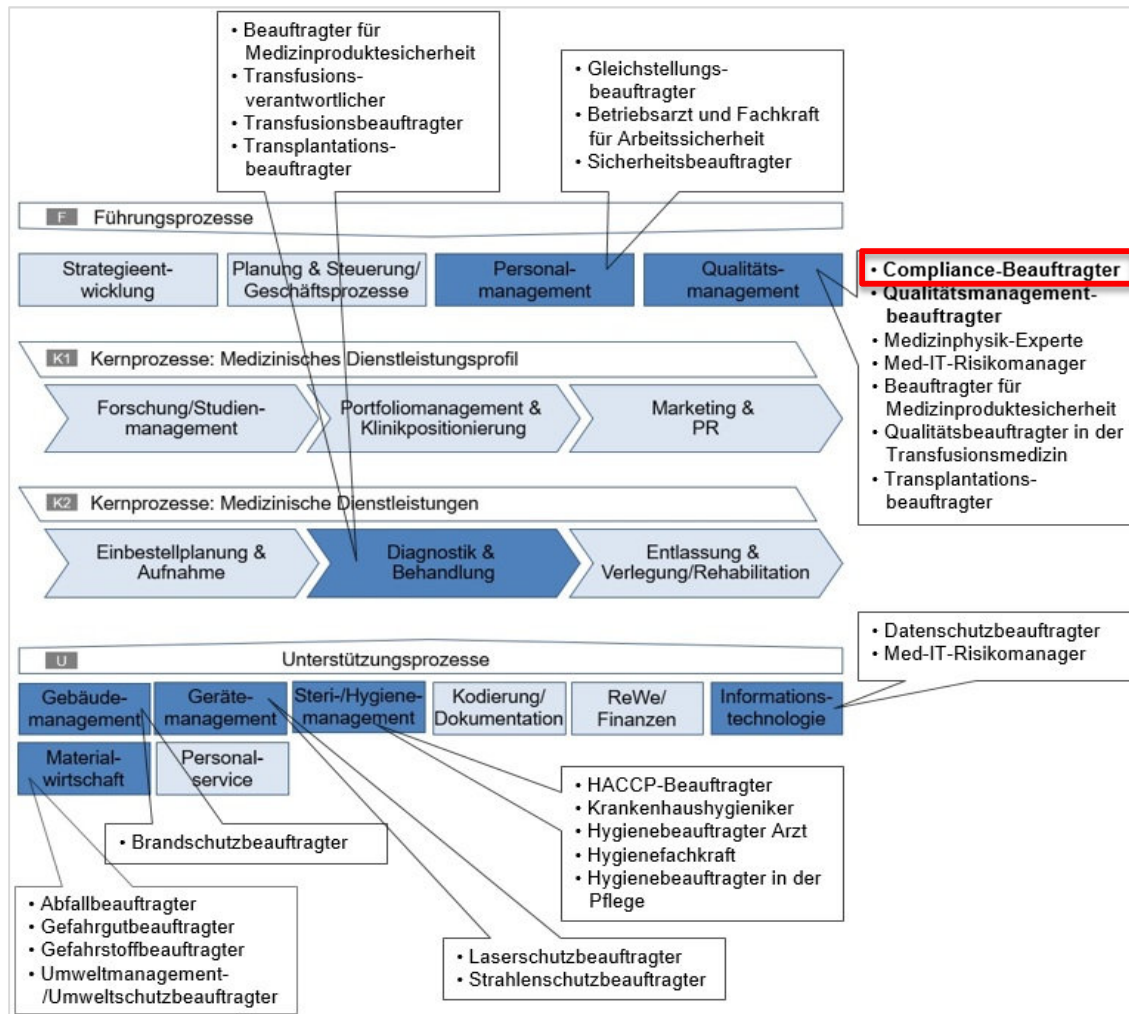 • Beauftragter für
Medizinproduktesicherheit
• Transfusions-
verantwortlicher
• Transfusionsbeauftragter
• Transplantations-
beauftragter
• Gleichstellungs-
beauftragter
• Betriebsarzt und Fachkraft
für Arbeitssicherheit
• Sicherheitsbeauftragter
F Führungsprozesse
Strategieent-
wicklung
Planung & Steuerung/
Geschäftsprozesse
Personal-
management
Qualitäts-
management
• Compliance-Beauftragter
• Qualitätsmanagement-
beauftragter
• Medizinphysik-Experte
• Med-IT-Risikomanager
• Beauftragter für
Medizinproduktesicherheit
• Qualitätsbeauftragter in der
Transfusionsmedizin
• Transplantations-
beauftragter
K1 Kernprozesse: Medizinisches Dienstleistungsprofil
Forschung/Studien-
management
Portfoliomanagement &
Klinikpositionierung
Marketing &
PR
K2 Kernprozesse: Medizinische Dienstleistungen
Einbestellplanung &
Aufnahme
Diagnostik &
Behandlung
Entlassung &
Verlegung/Rehabilitation
• Datenschutzbeauftragter
• Med-IT-Risikomanager
U Unterstützungsprozesse
Gebäude-
management
Geräte-
management
Steri-/Hygiene-
management
Kodierung/
Dokumentation
ReWe/
Finanzen
Informations-
technologie
Material-
wirtschaft
Personal-
service
• HACCP-Beauftragter
• Krankenhaushygieniker
• Hygienebeauftragter Arzt
• Hygienefachkraft
• Hygienebeauftragter in der
Pflege
• Brandschutzbeauftragter
• Abfallbeauftragter
• Gefahrgutbeauftragter
• Gefahrstoffbeauftragter
• Umweltmanagement-
/Umweltschutzbeauftragter
• Laserschutzbeauftragter
• Strahlenschutzbeauftragter